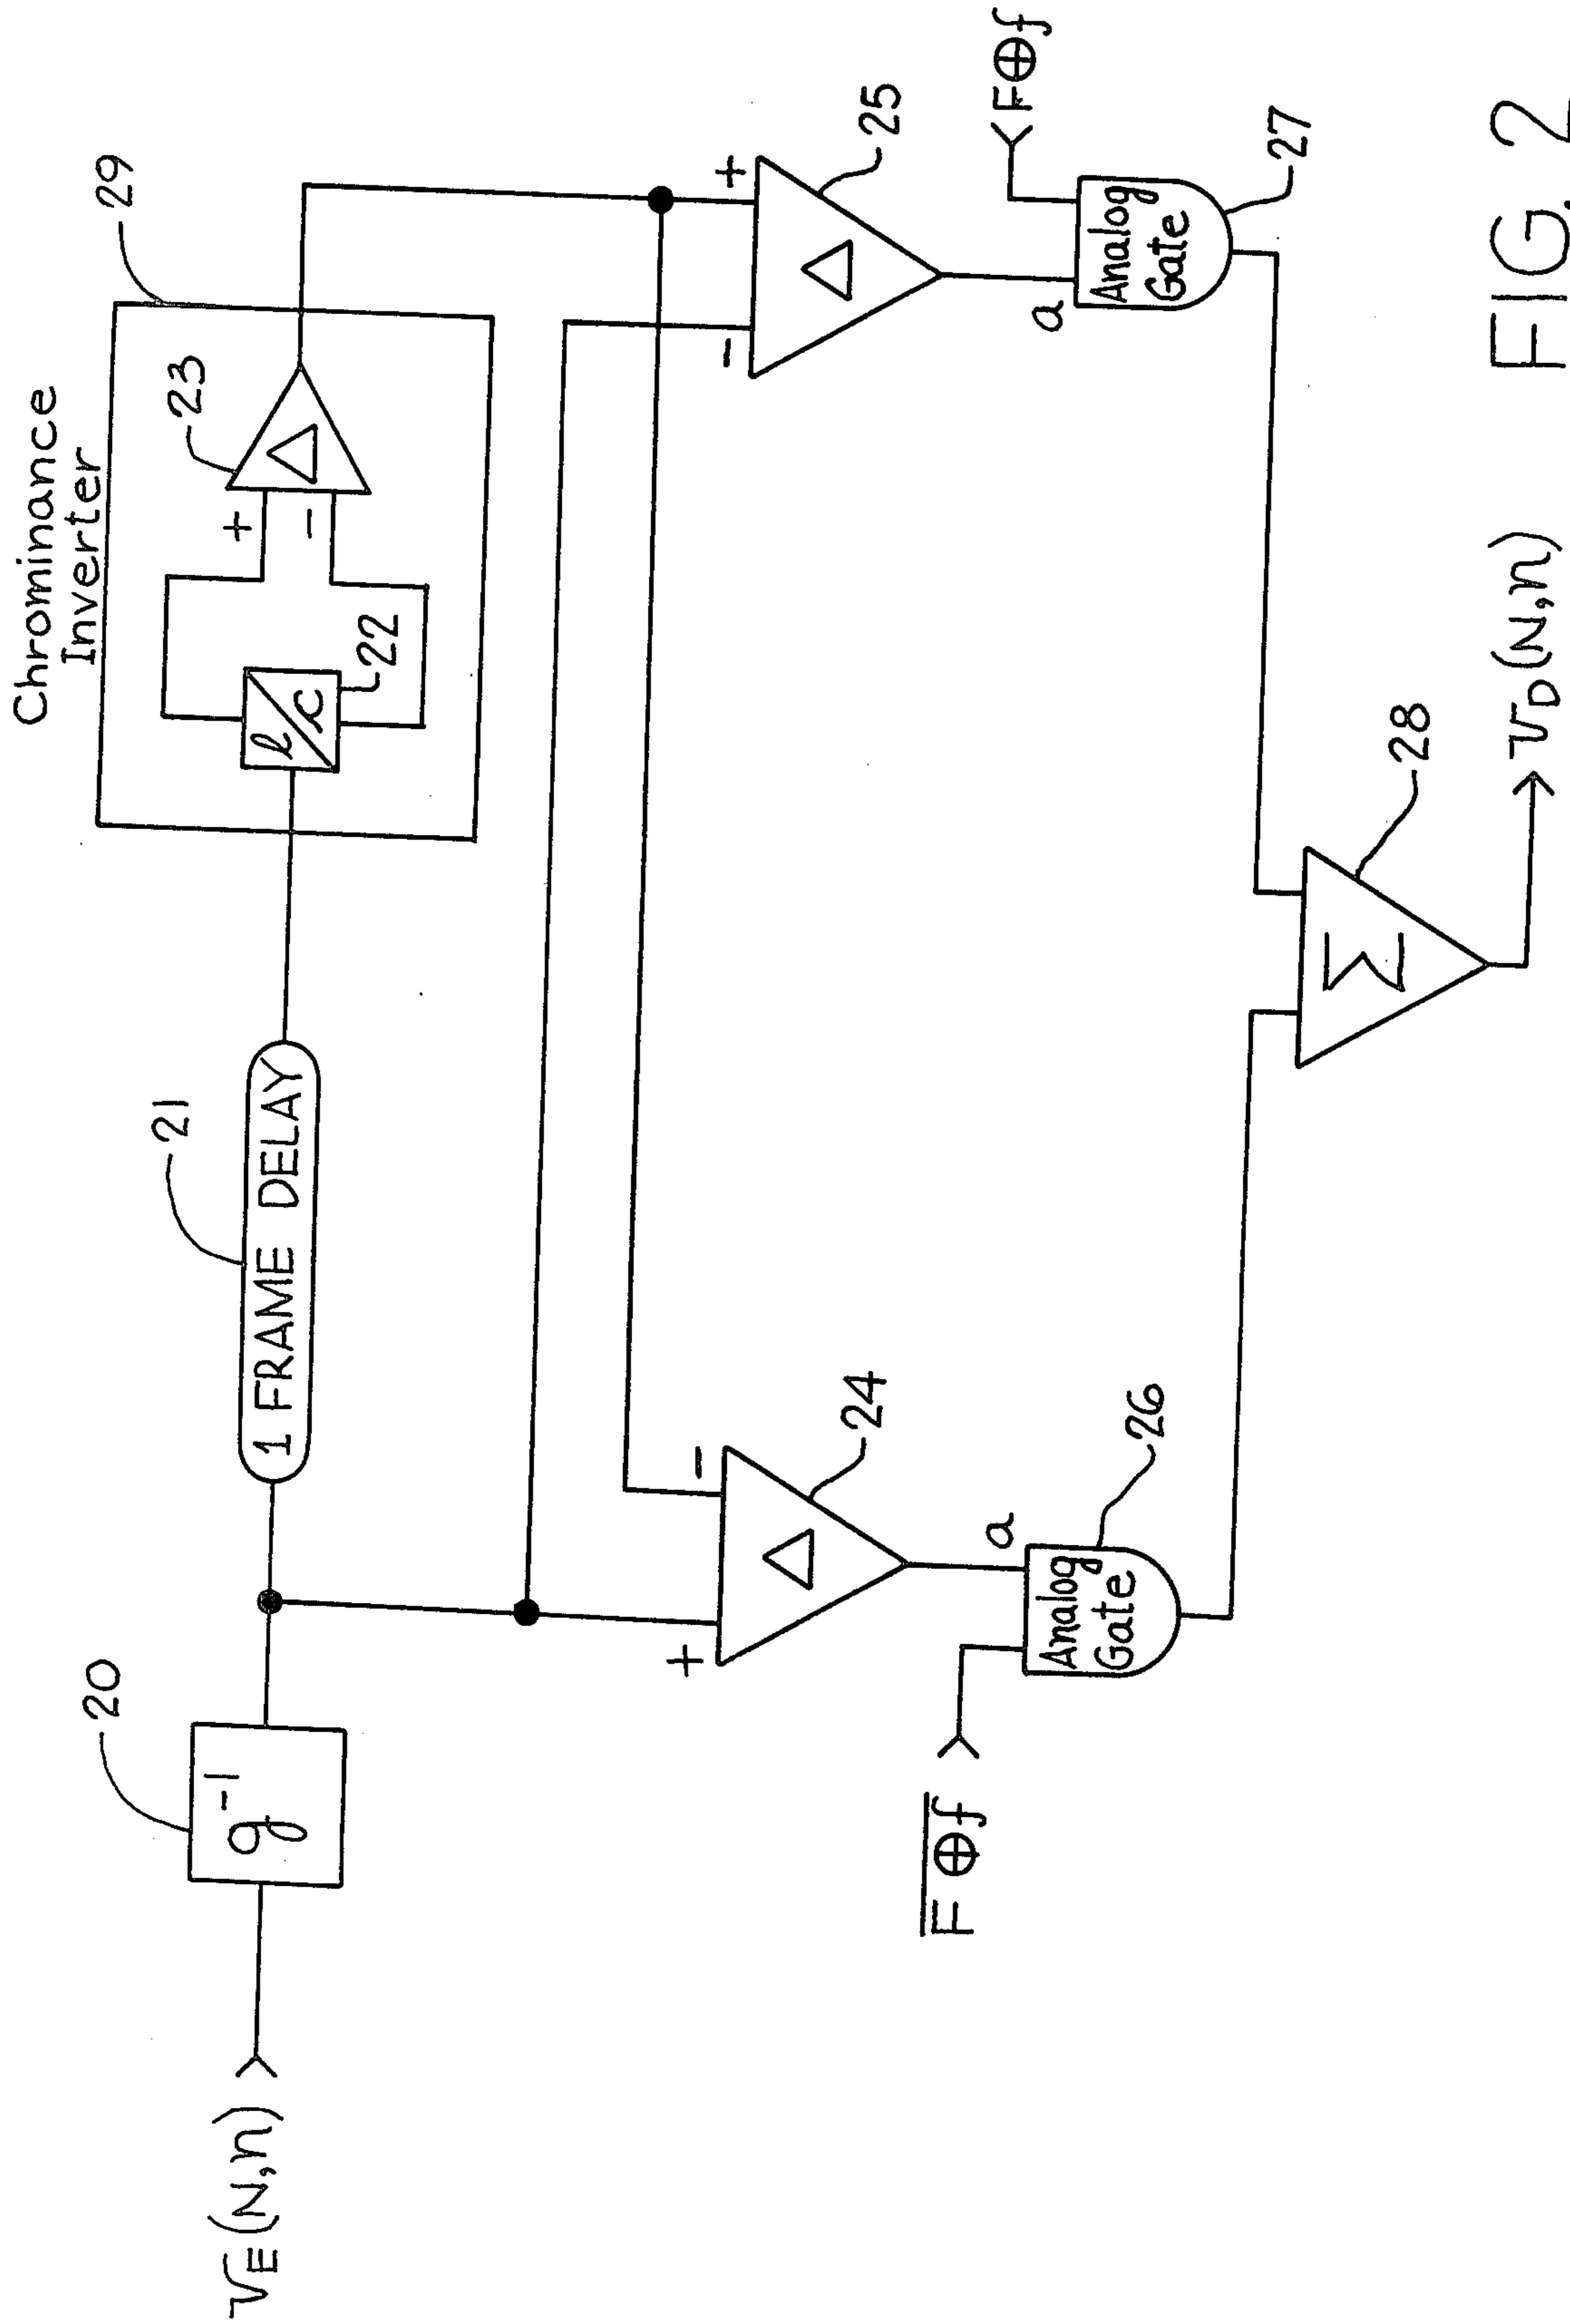 Chrominance
Inverter
29
23
+
-
l/c
22
21
1 FRAME DELAY
20
g⁻¹
v_E(N,n)
+
-
Δ
24
-
+
Δ
25
Δ
F⊕f
a
Analog
Gate
26
F⊕f
a
Analog
Gate
27
Σ
28
v_D(N,n)
FIG. 2